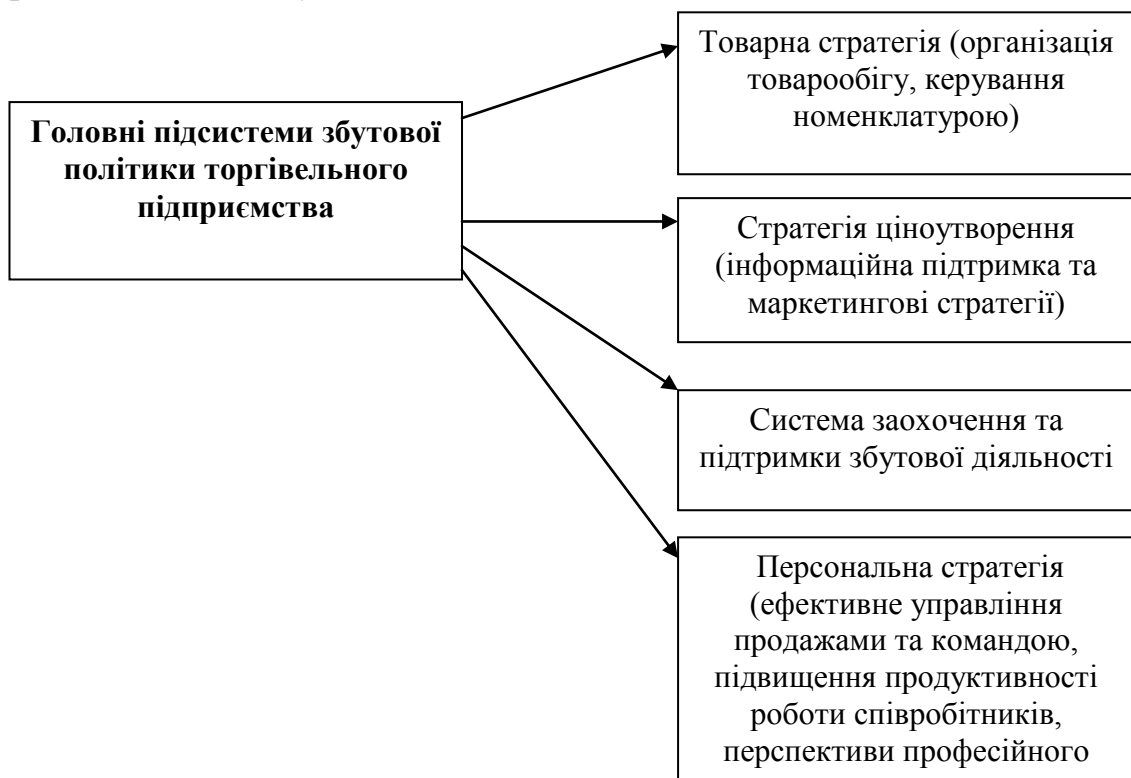 Головні підсистеми збутової
політики торгівельного
підприємства
Товарна стратегія (організація
товарообігу, керування
номенклатурою)
Стратегія ціноутворення
(інформаційна підтримка та
маркетингові стратегії)
Система заохочення та
підтримки збутової діяльності
Персональна стратегія
(ефективне управління
продажами та командою,
підвищення продуктивності
роботи співробітників,
перспективи професійного